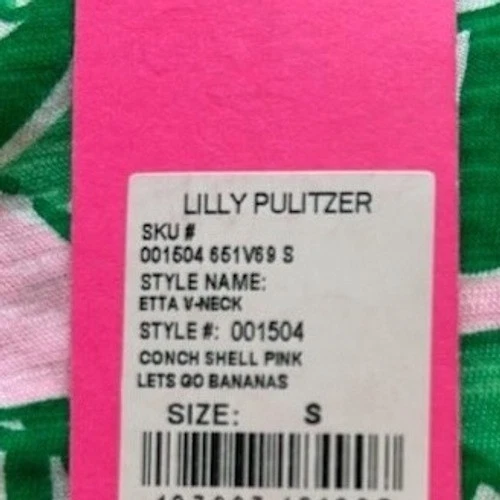 LILLY PULITZER
SKU #
001504 651V69 S
STYLE NAME:
ETTA V-NECK
STYLE #: 001504
CONCH SHELL PINK
LETS GO BANANAS
SIZE: S